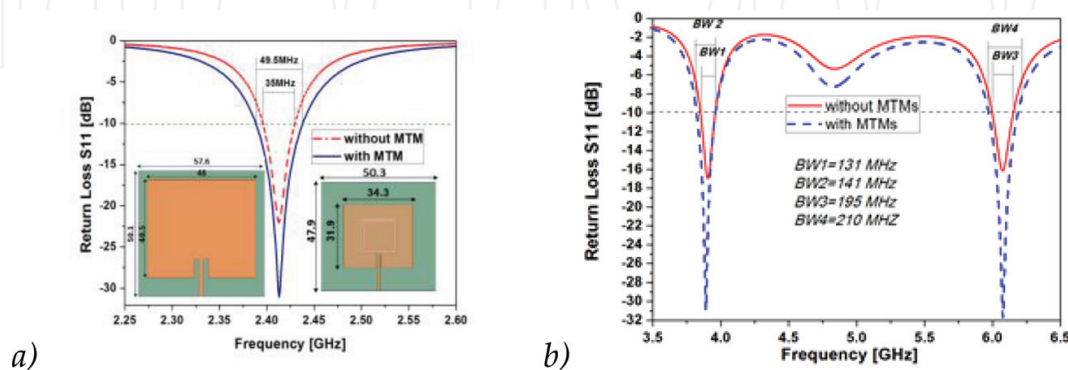 0
-5
-10
-15
-20
-25
-30
Return Loss S11 [dB]
49.5MHz
35MHz
without MTM
with MTM
57.6
48
50.1
49.5
50.3
34.3
47.9
31.9
2.25 2.30 2.35 2.40 2.45 2.50 2.55 2.60
Frequency [GHz]
a)
0
-2
-4
-6
-8
-10
-12
-14
-16
-18
-20
-22
-24
-26
-28
-30
-32
Return Loss S11 [dB]
BW 2
BW1
BW4
BW3
without MTMs
with MTMs
BW1=131 MHz
BW2=141 MHz
BW3=195 MHz
BW4=210 MHZ
3.5 4.0 4.5 5.0 5.5 6.0 6.5
Frequency [GHz]
b)